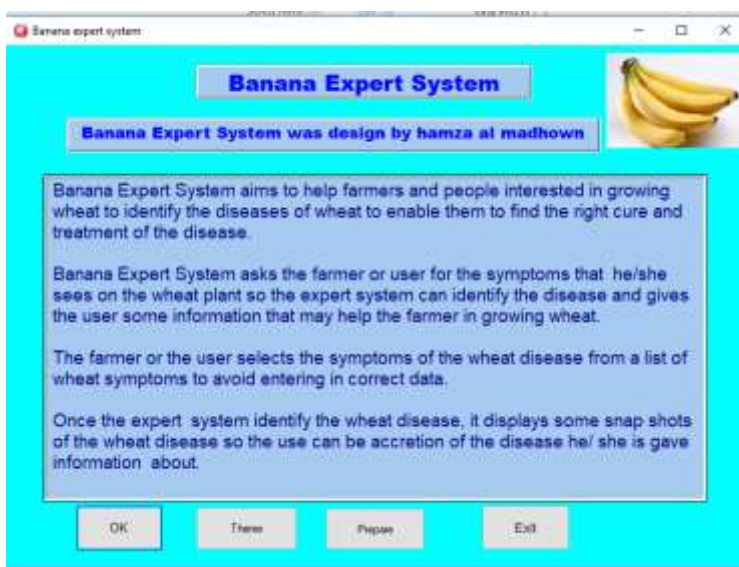 Banana expert system
Banana Expert System
Banana Expert System was design by hamza al madhown
Banana Expert System aims to help farmers and people interested in growing
wheat to identify the diseases of wheat to enable them to find the right cure and
treatment of the disease.
Banana Expert System asks the farmer or user for the symptoms that he/she
sees on the wheat plant so the expert system can identify the disease and gives
the user some information that may help the farmer in growing wheat.
The farmer or the user selects the symptoms of the wheat disease from a list of
wheat symptoms to avoid entering in correct data.
Once the expert system identify the wheat disease, it displays some snap shots
of the wheat disease so the use can be accretion of the disease he/ she is gave
information about.
OK
Theme
Prepare
Exit